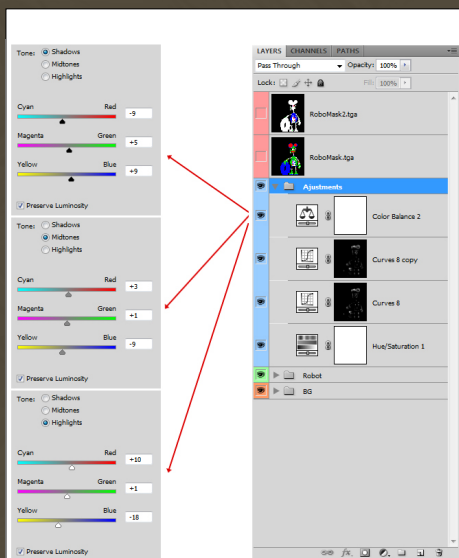 Tone: Shadows
Midtones
Highlights
Cyan Red -9
Magenta Green +5
Yellow Blue +9
Preserve Luminosity
Tone: Shadows
Midtones
Highlights
Cyan Red +3
Magenta Green +1
Yellow Blue -9
Preserve Luminosity
Tone: Shadows
Midtones
Highlights
Cyan Red +10
Magenta Green +1
Yellow Blue -18
Preserve Luminosity
LAYERS CHANNELS PATHS
Pass Through Opacity: 100%
Lock: Fill: 100%
RoboMask2.tga
RoboMask.tga
Ajustments
Color Balance 2
Curves 8 copy
Curves 8
Hue/Saturation 1
Robot
BG
fx.